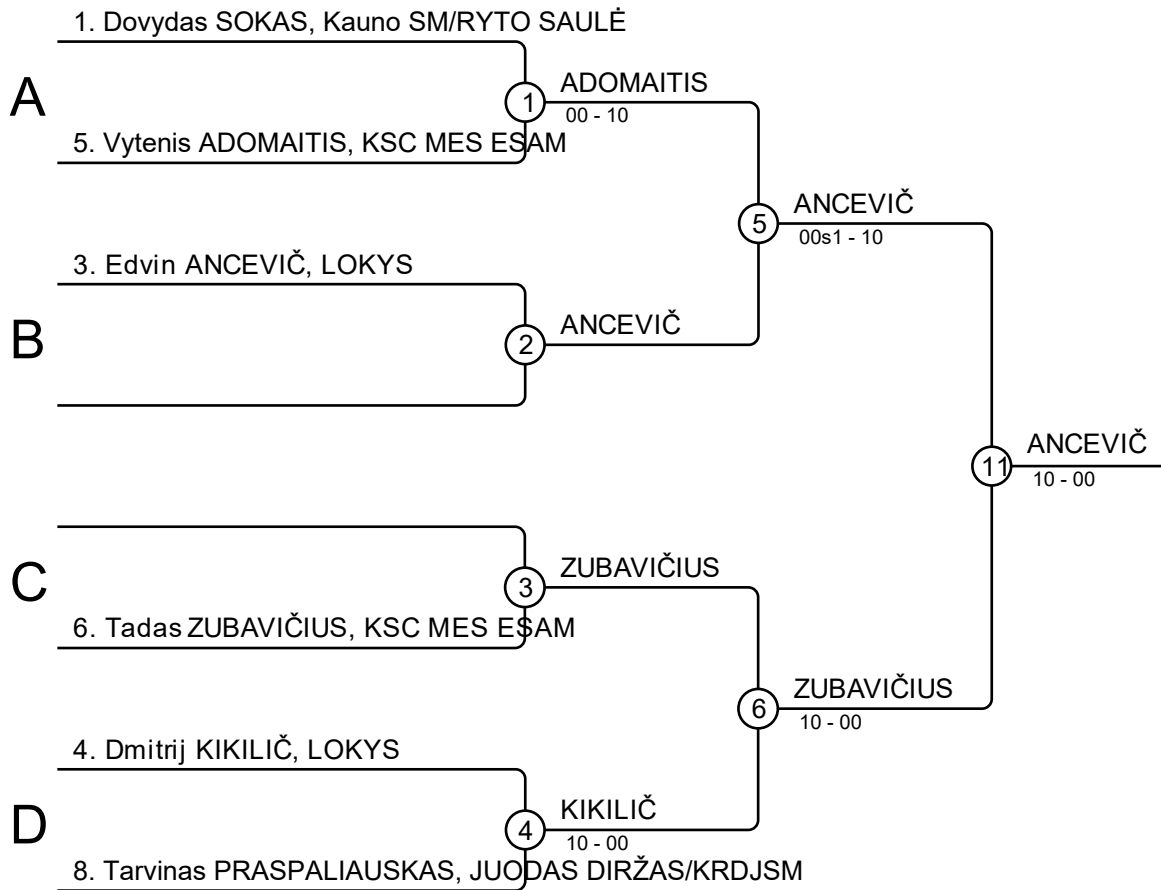 1. Dovydas SOKAS, Kauno SM/RYTO SAULĖ
A
1
ADOMAITIS
00 - 10
5. Vytenis ADOMAITIS, KSC MES ESAM
5
ANCEVIČ
00s1 - 10
3. Edvin ANCEVIČ, LOKYS
B
2
ANCEVIČ
11
ANCEVIČ
10 - 00
C
3
ZUBAVIČIUS
6. Tadas ZUBAVIČIUS, KSC MES ESAM
6
ZUBAVIČIUS
10 - 00
4. Dmitrij KIKILIČ, LOKYS
D
4
KIKILIČ
10 - 00
8. Tarvinas PRASPALIAUSKAS, JUODAS DIRŽAS/KRDJSM